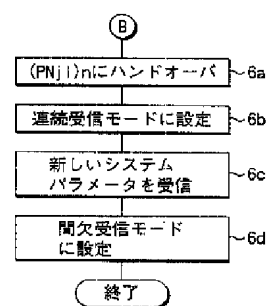 B
(PNji)nにハンドオーバ
6a
連続受信モードに設定
6b
新しいシステム
パラメータを受信
6c
間欠受信モード
に設定
6d
終了